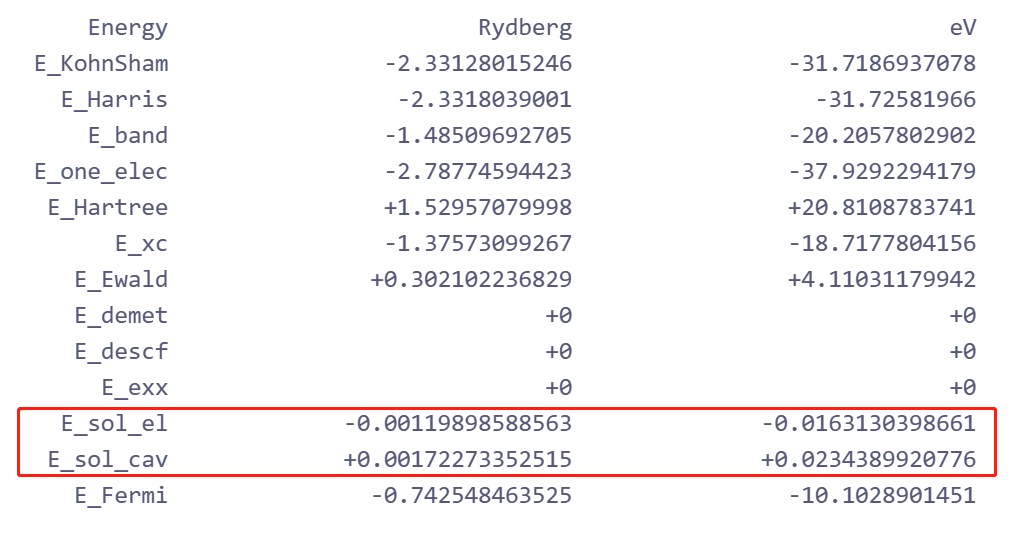 Energy Rydberg eV
E_KohnSham -2.33128015246 -31.7186937078
E_Harris -2.3318039001 -31.72581966
E_band -1.48509692705 -20.2057802902
E_one_elec -2.78774594423 -37.9292294179
E_Hartree +1.52957079998 +20.8108783741
E_xc -1.37573099267 -18.7177804156
E_Ewald +0.302102236829 +4.11031179942
E_demet +0 +0
E_descf +0 +0
E_exx +0 +0
E_sol_el -0.00119898588563 -0.0163130398661
E_sol_cav +0.00172273352515 +0.0234389920776
E_Fermi -0.742548463525 -10.1028901451